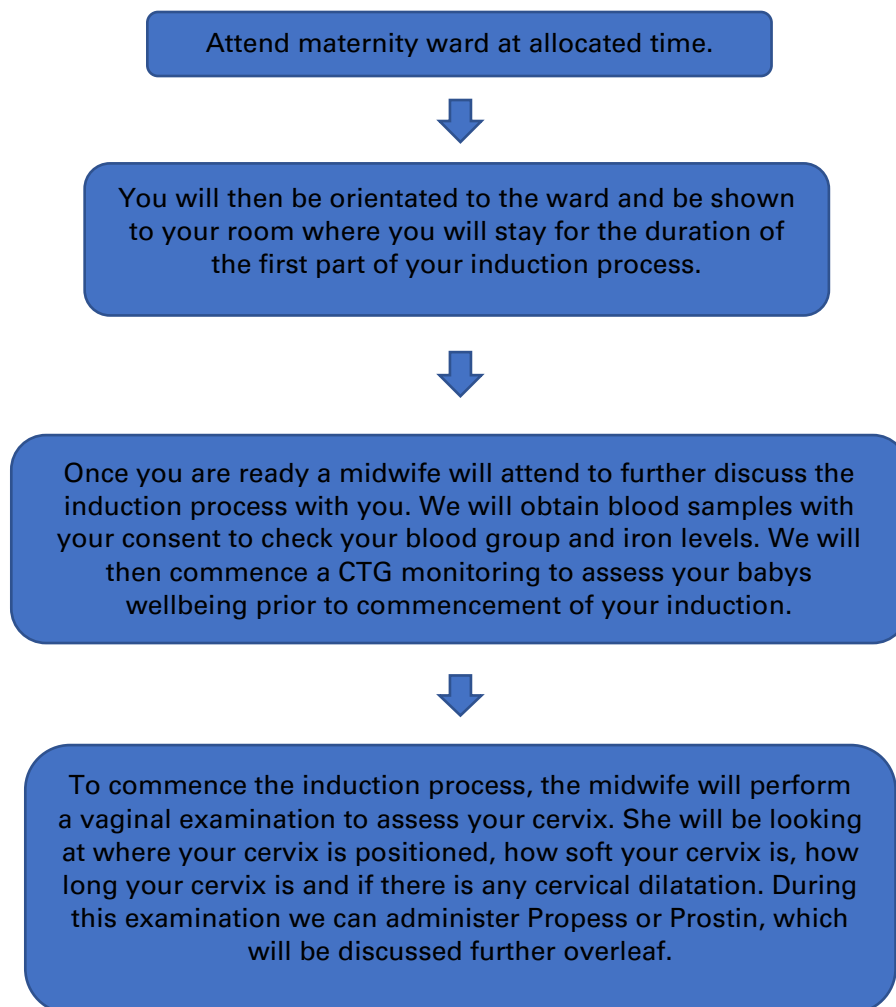 Attend maternity ward at allocated time.
You will then be orientated to the ward and be shown
to your room where you will stay for the duration of
the first part of your induction process.
Once you are ready a midwife will attend to further discuss the
induction process with you. We will obtain blood samples with
your consent to check your blood group and iron levels. We will
then commence a CTG monitoring to assess your babys
wellbeing prior to commencement of your induction.
To commence the induction process, the midwife will perform
a vaginal examination to assess your cervix. She will be looking
at where your cervix is positioned, how soft your cervix is, how
long your cervix is and if there is any cervical dilatation. During
this examination we can administer Propess or Prostin, which
will be discussed further overleaf.